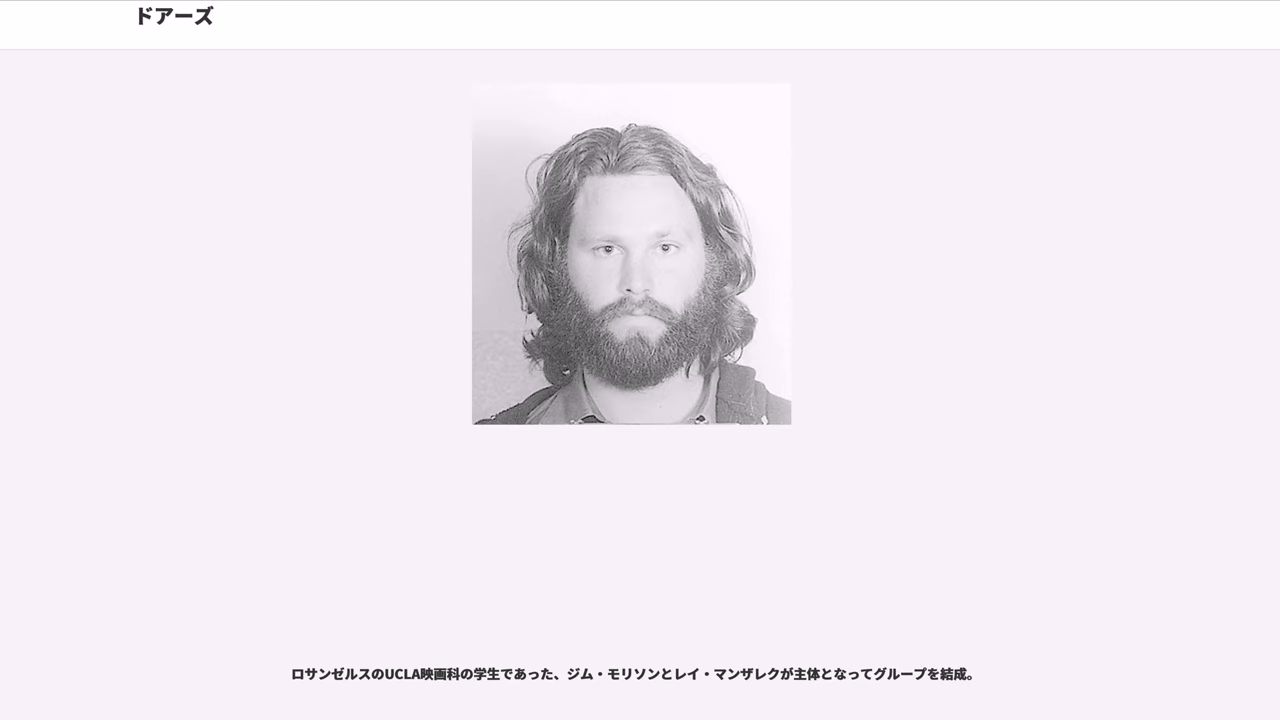 ドアーズ
ロサンゼルスのUCLA映画科の学生であった、ジム・モリソンとレイ・マンザレクが主体となってグループを結成。